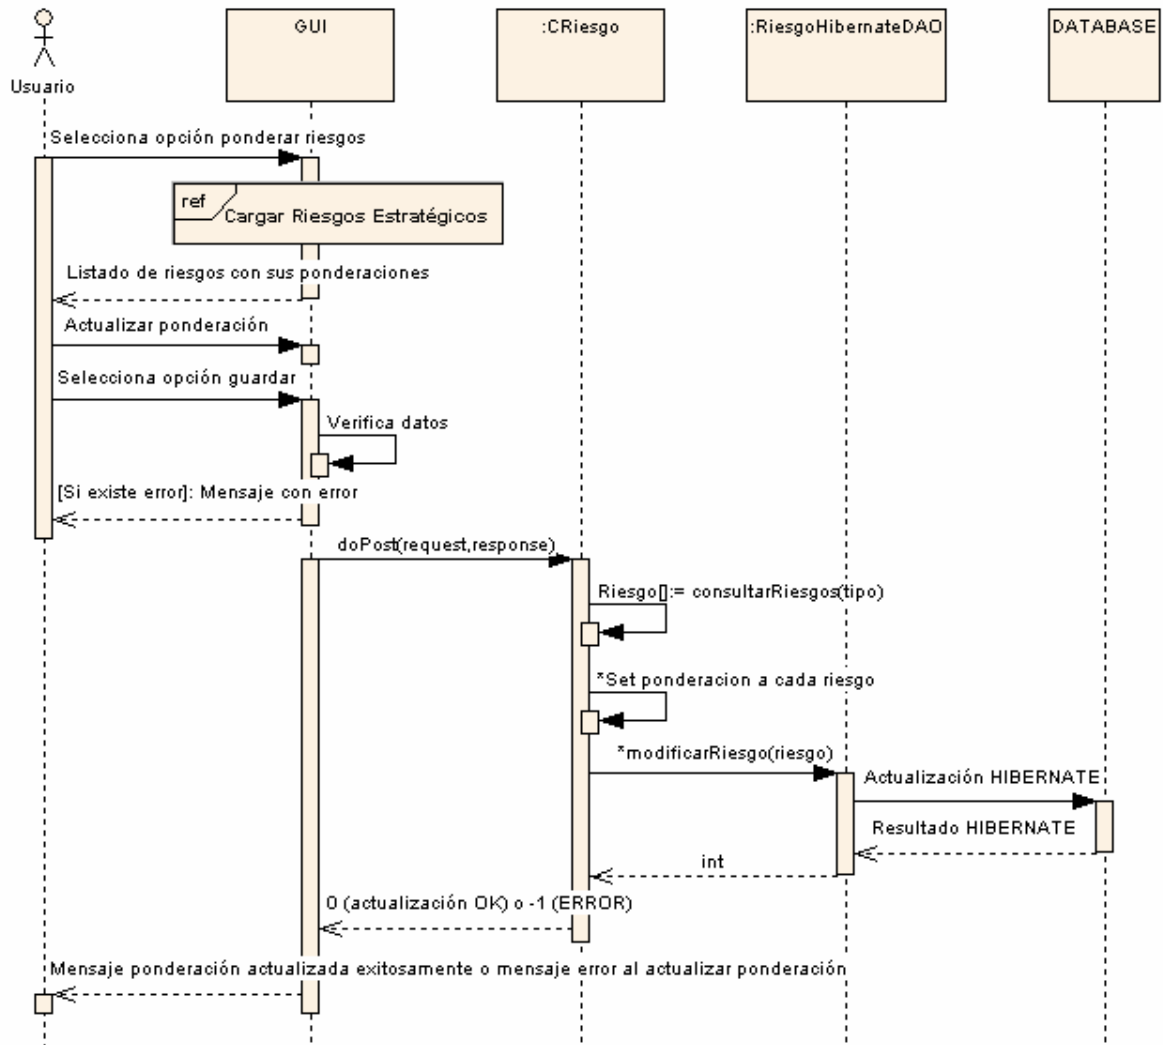 GUI
:CRiesgo
:RiesgoHibernateDAO
DATABASE
Usuario
Selecciona opción ponderar riesgos
ref
Cargar Riesgos Estratégicos
Listado de riesgos con sus ponderaciones
Actualizar ponderación
Selecciona opción guardar
Verifica datos
[Si existe error]: Mensaje con error
doPost(request,response)
Riesgo[]:= consultarRiesgos(tipo)
*Set ponderacion a cada riesgo
*modificarRiesgo(riesgo)
Actualización HIBERNATE
Resultado HIBERNATE
int
0 (actualización OK) o -1 (ERROR)
Mensaje ponderación actualizada exitosamente o mensaje error al actualizar ponderación